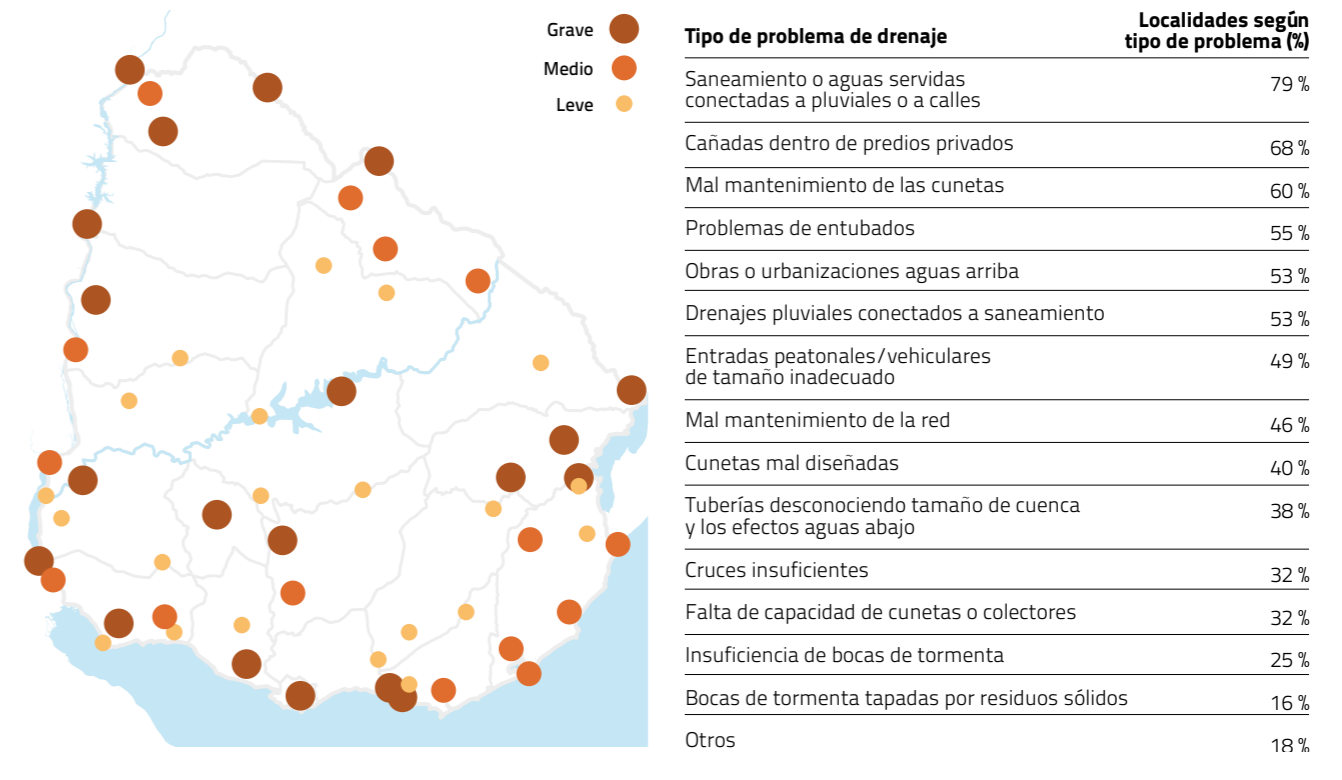 Grave
Medio
Leve
Tipo de problema de drenaje
Localidades según
tipo de problema (%)
Saneamiento o aguas servidas
conectadas a pluviales o a calles
79 %
Cañadas dentro de predios privados
68 %
Mal mantenimiento de las cunetas
60 %
Problemas de entubados
55 %
Obras o urbanizaciones aguas arriba
53 %
Drenajes pluviales conectados a saneamiento
53 %
Entradas peatonales/vehiculares
de tamaño inadecuado
49 %
Mal mantenimiento de la red
46 %
Cunetas mal diseñadas
40 %
Tuberías desconociendo tamaño de cuenca
y los efectos aguas abajo
38 %
Cruces insuficientes
32 %
Falta de capacidad de cunetas o colectores
32 %
Insuficiencia de bocas de tormenta
25 %
Bocas de tormenta tapadas por residuos sólidos
16 %
Otros
18 %